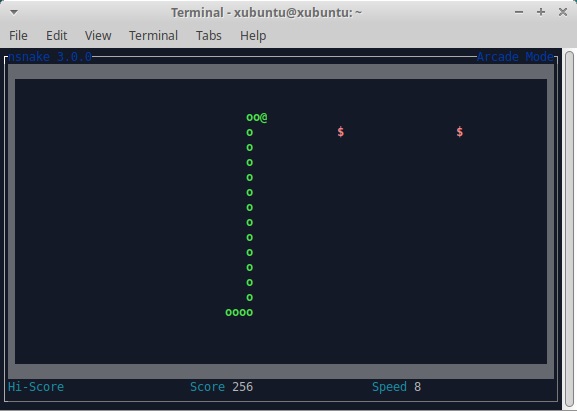 Terminal - xubuntu@xubuntu: ~
File Edit View Terminal Tabs Help
nsnake 3.0.0 Arcade Mode
oo@
o $ $
o
o
o
o
o
o
o
o
o
o
o
oooo
Hi-Score Score 256 Speed 8